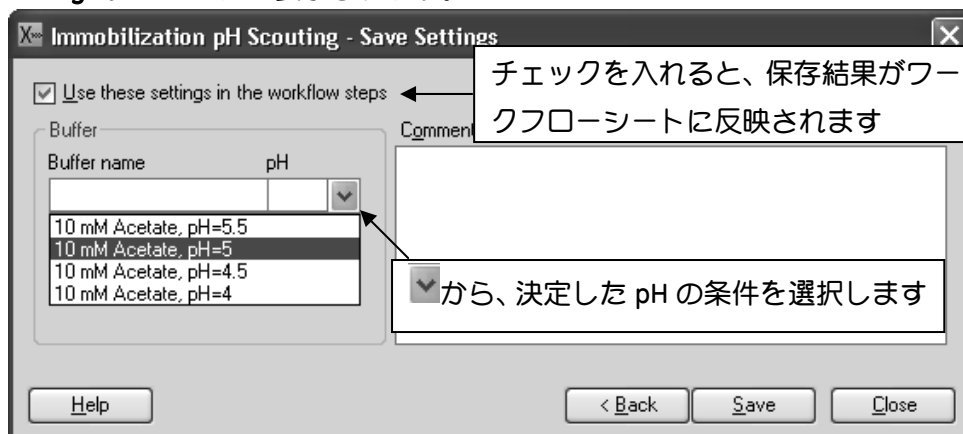 Immobilization pH Scouting - Save Settings
チェックを入れると、保存結果がワー
クフローシートに反映されます
Use these settings in the workflow steps
Buffer
Buffer name pH
10 mM Acetate, pH=5.5
10 mM Acetate, pH=5
10 mM Acetate, pH=4.5
10 mM Acetate, pH=4
Commen
から、決定した pH の条件を選択します
Help
< Back
Save
Close